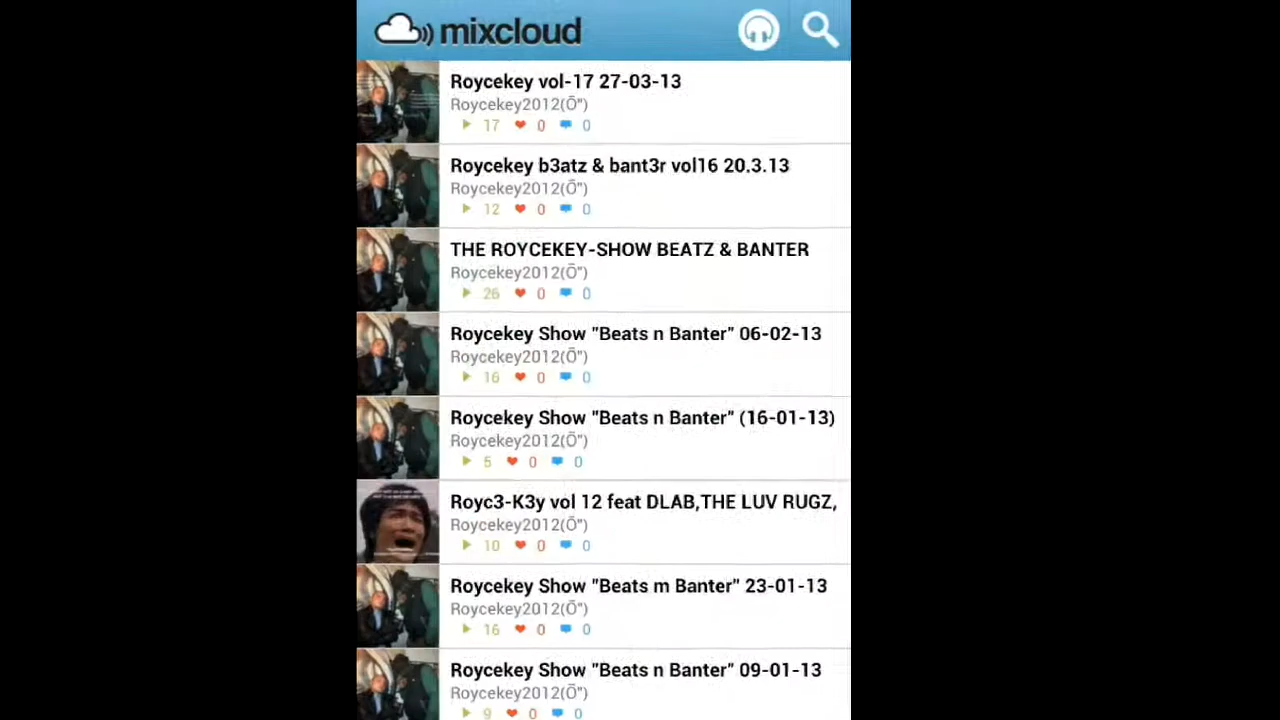 mixcloud
Roycekey vol-17 27-03-13
Roycekey2012(Ō")
17 0 0
Roycekey b3atz & bant3r vol16 20.3.13
Roycekey2012(Ō")
12 0 0
THE ROYCEKEY-SHOW BEATZ & BANTER
Roycekey2012(Ō")
26 0 0
Roycekey Show "Beats n Banter" 06-02-13
Roycekey2012(Ō")
16 0 0
Roycekey Show "Beats n Banter" (16-01-13)
Roycekey2012(Ō")
5 0 0
Royc3-K3y vol 12 feat DLAB,THE LUV RUGZ,
Roycekey2012(Ō")
10 0 0
Roycekey Show "Beats m Banter" 23-01-13
Roycekey2012(Ō")
16 0 0
Roycekey Show "Beats n Banter" 09-01-13
Roycekey2012(Ō")
9 0 0